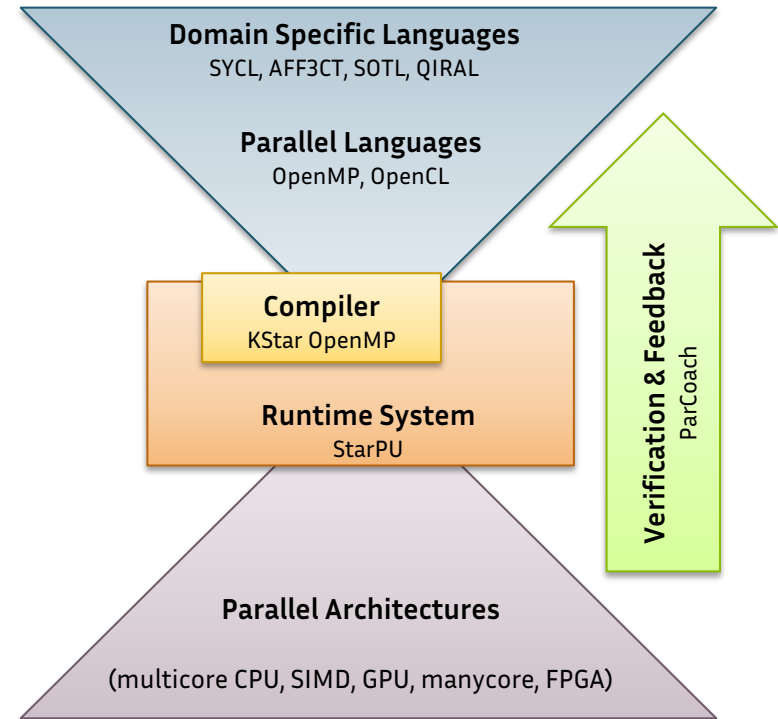 Domain Specific Languages
SYCL, AFF3CT, SOTL, QIRAL
Parallel Languages
OpenMP, OpenCL
Compiler
KStar OpenMP
Runtime System
StarPU
Parallel Architectures
(multicore CPU, SIMD, GPU, manycore, FPGA)
Verification & Feedback
ParCoach